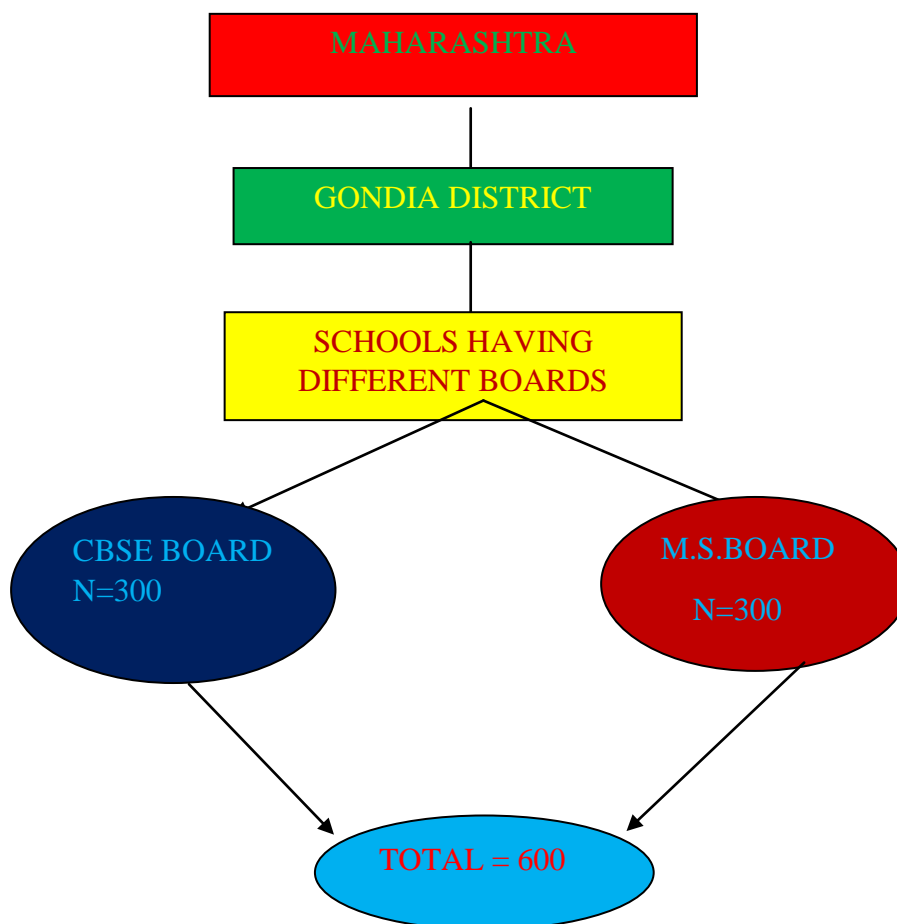 MAHARASHTRA
GONDIA DISTRICT
SCHOOLS HAVING
DIFFERENT BOARDS
CBSE BOARD
N=300
M.S.BOARD
N=300
TOTAL = 600